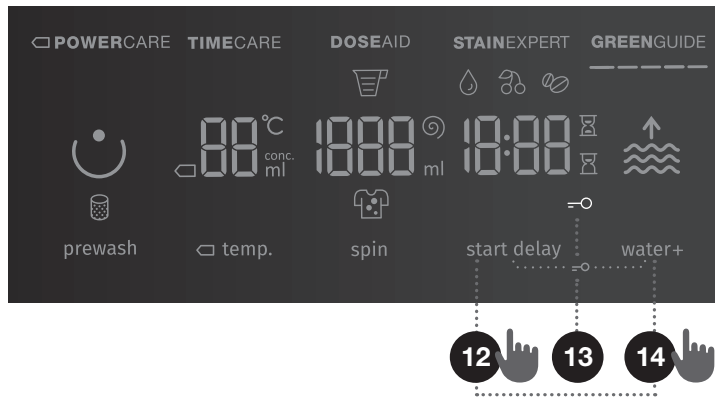 POWERCARE TIMECARE DOSEAID STAINEXPERT GREENGUIDE
88 °C conc. ml 1888 ml 18:88
prewash temp. spin start delay water+
12 13 14